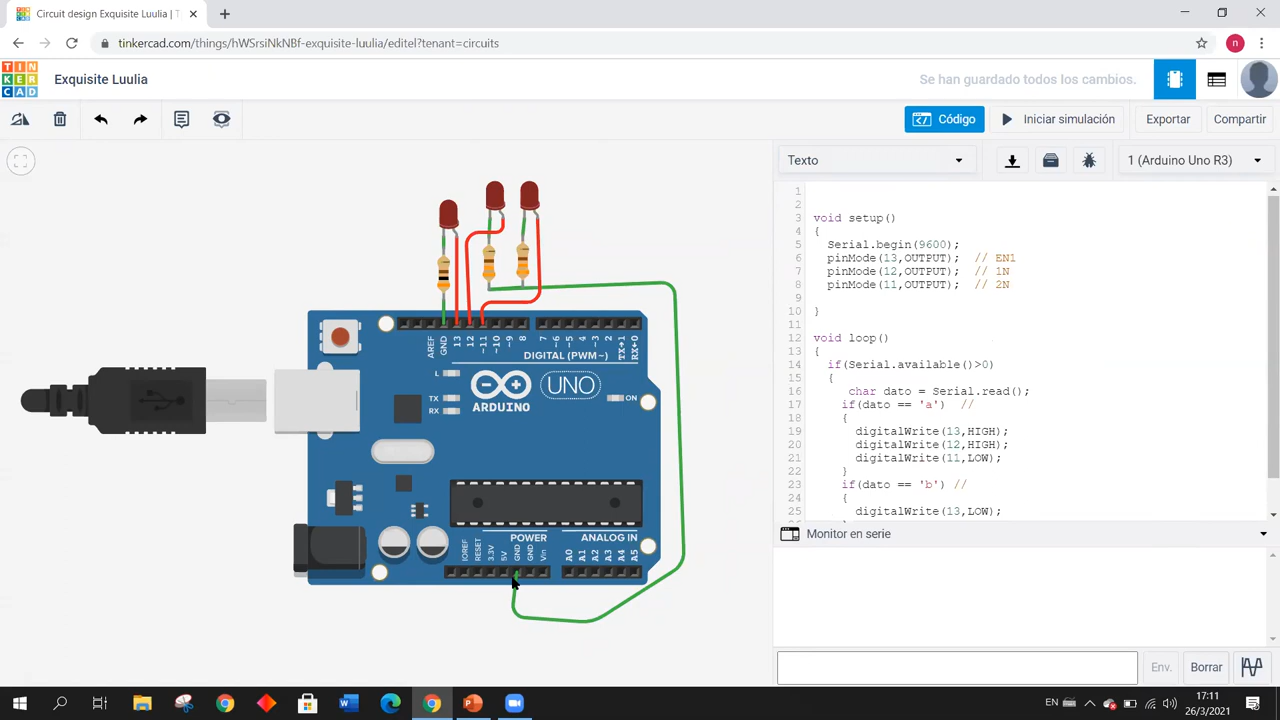 Circuit design Exquisite Luulia | T
tinkercad.com/things/hWSrsiNkNBf-exquisite-luulia/editel?tenant=circuits
n
TIN
KER
CAD
Exquisite Luulia
Se han guardado todos los cambios.
Código
Iniciar simulación
Exportar
Compartir
Texto
1 (Arduino Uno R3)
1
2
3 void setup()
4 {
5 Serial.begin(9600);
6 pinMode(13,OUTPUT); // EN1
7 pinMode(12,OUTPUT); // 1N
8 pinMode(11,OUTPUT); // 2N
9
10 }
11
12 void loop()
13 {
14 if(Serial.available()>0)
15 {
16 char dato = Serial.read();
17 if(dato == 'a') //
18 {
19 digitalWrite(13,HIGH);
20 digitalWrite(12,HIGH);
21 digitalWrite(11,LOW);
22 }
23 if(dato == 'b') //
24 {
25 digitalWrite(13,LOW);
AREF GND 13 12 ~11 ~10 ~9 8 7 ~6 ~5 4 ~3 2 TX→1 RX←0
DIGITAL (PWM~)
L
TX
RX
ARDUINO
UNO
ON
POWER
ANALOG IN
IOREF RESET 3.3V 5V GND GND Vin A0 A1 A2 A3 A4 A5
Monitor en serie
Env.
Borrar
W
P
EN
17:11
26/3/2021